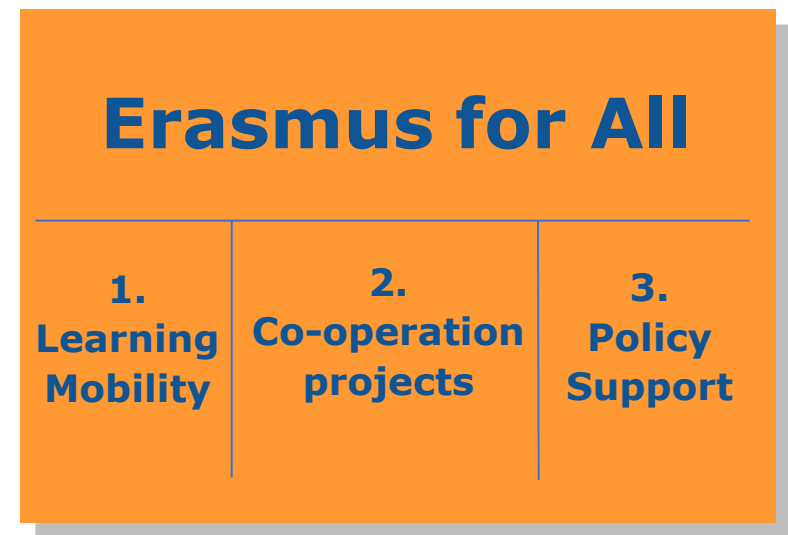 Erasmus for All
1.
Learning
Mobility
2.
Co-operation
projects
3.
Policy
Support